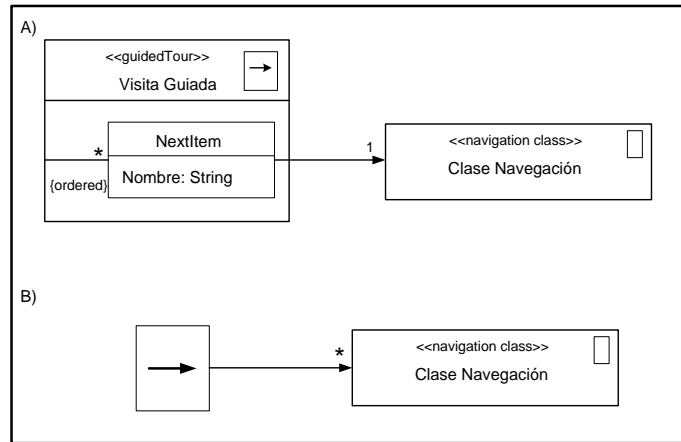 A)
<<guidedTour>>
Visita Guiada
NextItem
*
{ordered}
Nombre: String
1
<<navigation class>>
Clase Navegación
B)
*
<<navigation class>>
Clase Navegación